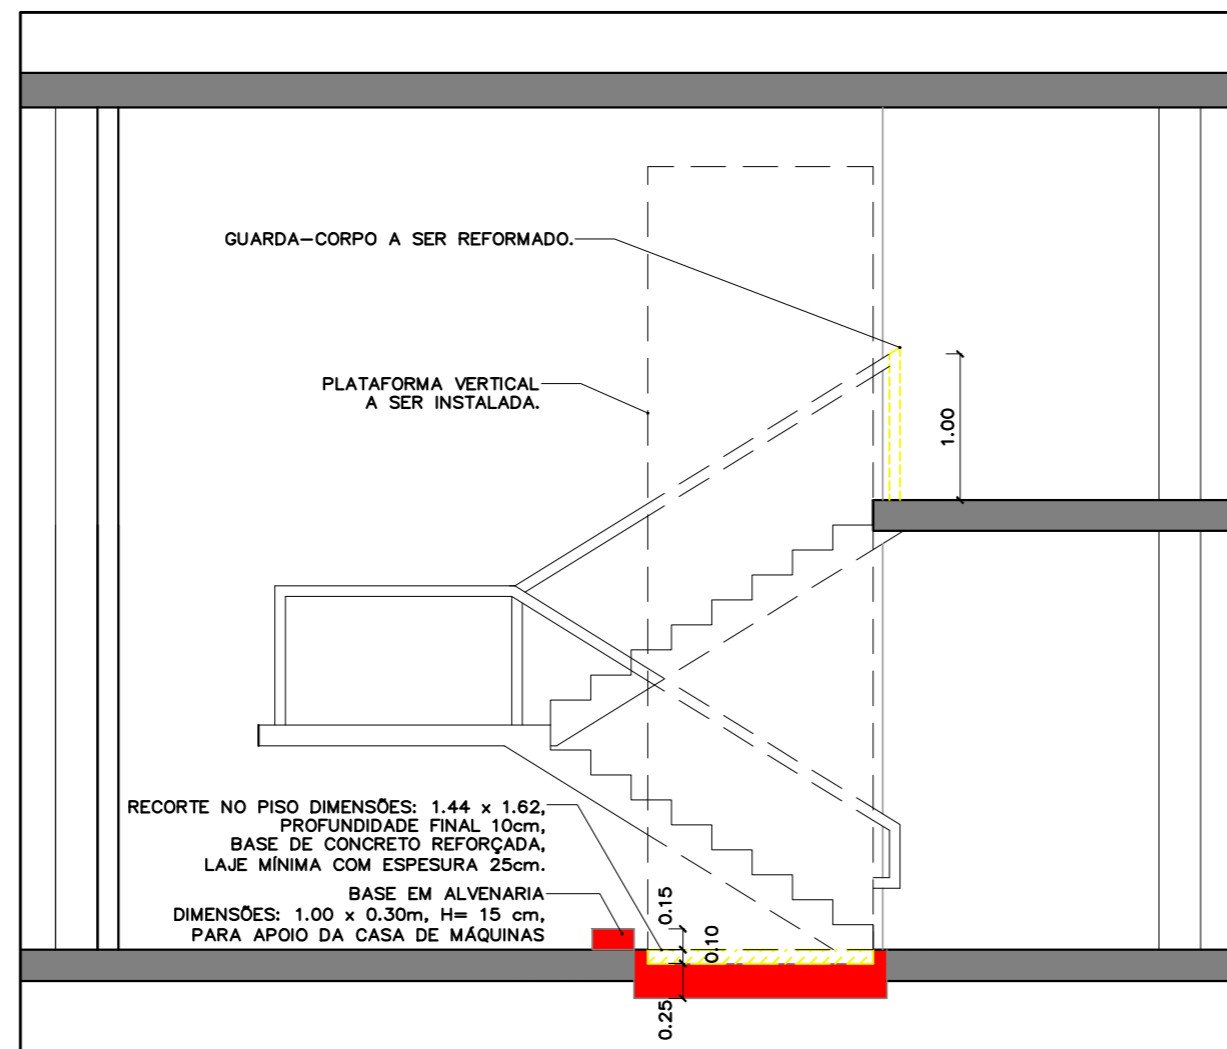 GUARDA-CORPO A SER REFORMADO.
PLATAFORMA VERTICAL
A SER INSTALADA.
1.00
RECORTE NO PISO DIMENSÕES: 1.44 x 1.62,
PROFUNDIDADE FINAL 10cm,
BASE DE CONCRETO REFORÇADA,
LAJE MÍNIMA COM ESPESURA 25cm.
BASE EM ALVENARIA
DIMENSÕES: 1.00 x 0.30m, H= 15 cm,
PARA APOIO DA CASA DE MÁQUINAS
0.15
0.10
0.25